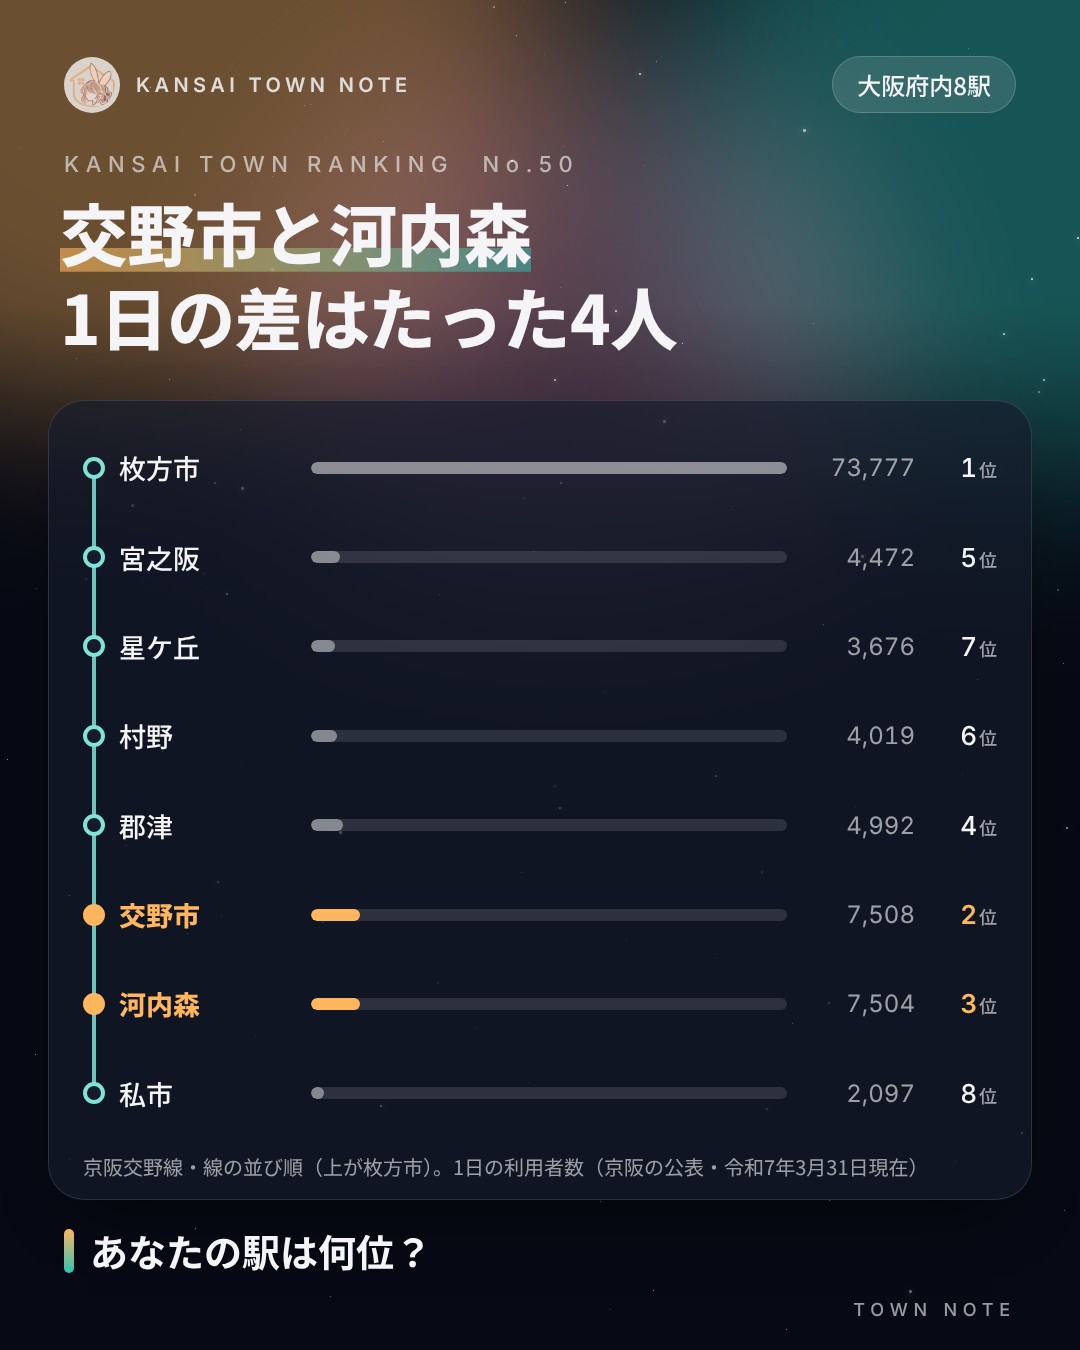 KANSAI TOWN NOTE
大阪府内8駅
KANSAI TOWN RANKING No.50
交野市と河内森
1日の差はたった4人
枚方市 73,777 1位
宮之阪 4,472 5位
星ケ丘 3,676 7位
村野 4,019 6位
郡津 4,992 4位
交野市 7,508 2位
河内森 7,504 3位
私市 2,097 8位
京阪交野線・線の並び順（上が枚方市）。1日の利用者数（京阪の公表・令和7年3月31日現在）
あなたの駅は何位？
TOWN NOTE